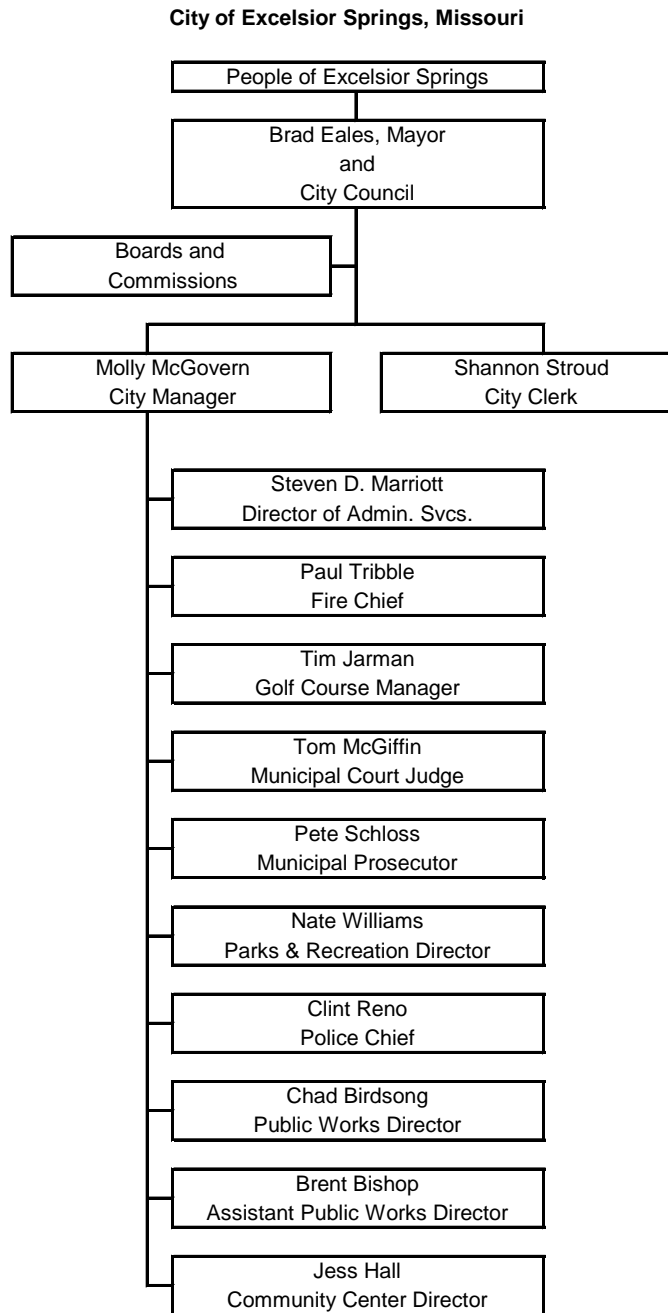 City of Excelsior Springs, Missouri
People of Excelsior Springs
Brad Eales, Mayor
and
City Council
Boards and
Commissions
Molly McGovern
City Manager
Shannon Stroud
City Clerk
Steven D. Marriott
Director of Admin. Svcs.
Paul Tribble
Fire Chief
Tim Jarman
Golf Course Manager
Tom McGiffin
Municipal Court Judge
Pete Schloss
Municipal Prosecutor
Nate Williams
Parks & Recreation Director
Clint Reno
Police Chief
Chad Birdsong
Public Works Director
Brent Bishop
Assistant Public Works Director
Jess Hall
Community Center Director